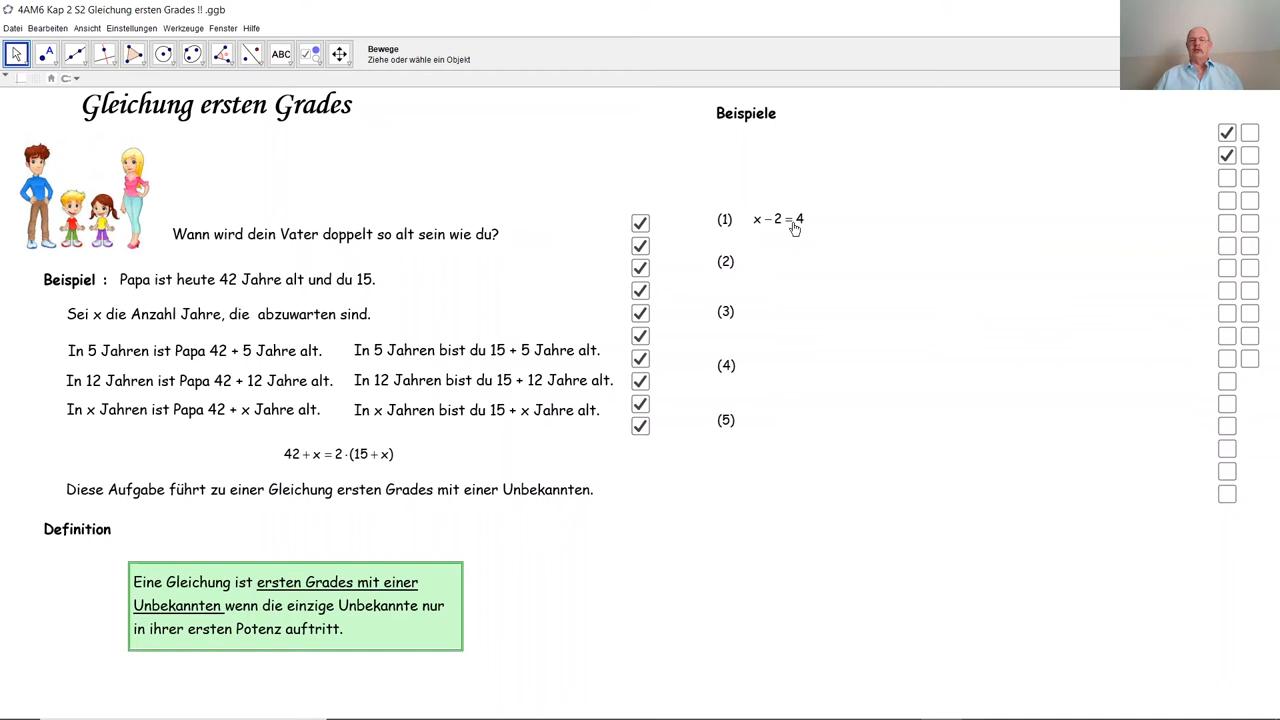 4AM6 Kap 2 S2 Gleichung ersten Grades !! .ggb
Datei Bearbeiten Ansicht Einstellungen Werkzeuge Fenster Hilfe
A ABC
Bewege
Ziehe oder wähle ein Objekt
Gleichung ersten Grades
Wann wird dein Vater doppelt so alt sein wie du?
Beispiel : Papa ist heute 42 Jahre alt und du 15.
Sei x die Anzahl Jahre, die abzuwarten sind.
In 5 Jahren ist Papa 42 + 5 Jahre alt. In 5 Jahren bist du 15 + 5 Jahre alt.
In 12 Jahren ist Papa 42 + 12 Jahre alt. In 12 Jahren bist du 15 + 12 Jahre alt.
In x Jahren ist Papa 42 + x Jahre alt. In x Jahren bist du 15 + x Jahre alt.
42 + x = 2 · (15 + x)
Diese Aufgabe führt zu einer Gleichung ersten Grades mit einer Unbekannten.
Definition
Eine Gleichung ist ersten Grades mit einer
Unbekannten wenn die einzige Unbekannte nur
in ihrer ersten Potenz auftritt.
Beispiele
(1) x − 2 = 4
(2)
(3)
(4)
(5)